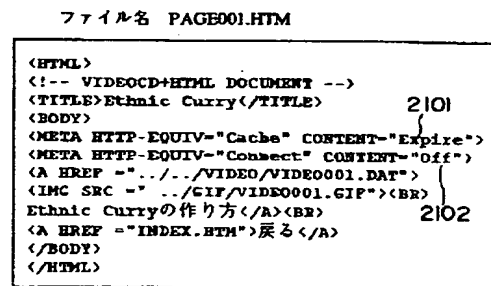 ファイル名 PAGE001.HTM
<HTML>
<!-- VIDEOCD+HTML DOCUMENT -->
<TITLE>Ethnic Curry</TITLE>
<BODY>
2101
<META HTTP-EQUIV="Cache" CONTENT="Expire">
<META HTTP-EQUIV="Connect" CONTENT="Off">
<A HREF ="../../VIDEO/VIDEO001.DAT">
<IMG SRC =" ../GIF/VIDEO001.GIF"><BR>
Ethnic Curryの作り方</A><BR>
2102
<A HREF ="INDEX.HTM">戻る</A>
</BODY>
</HTML>